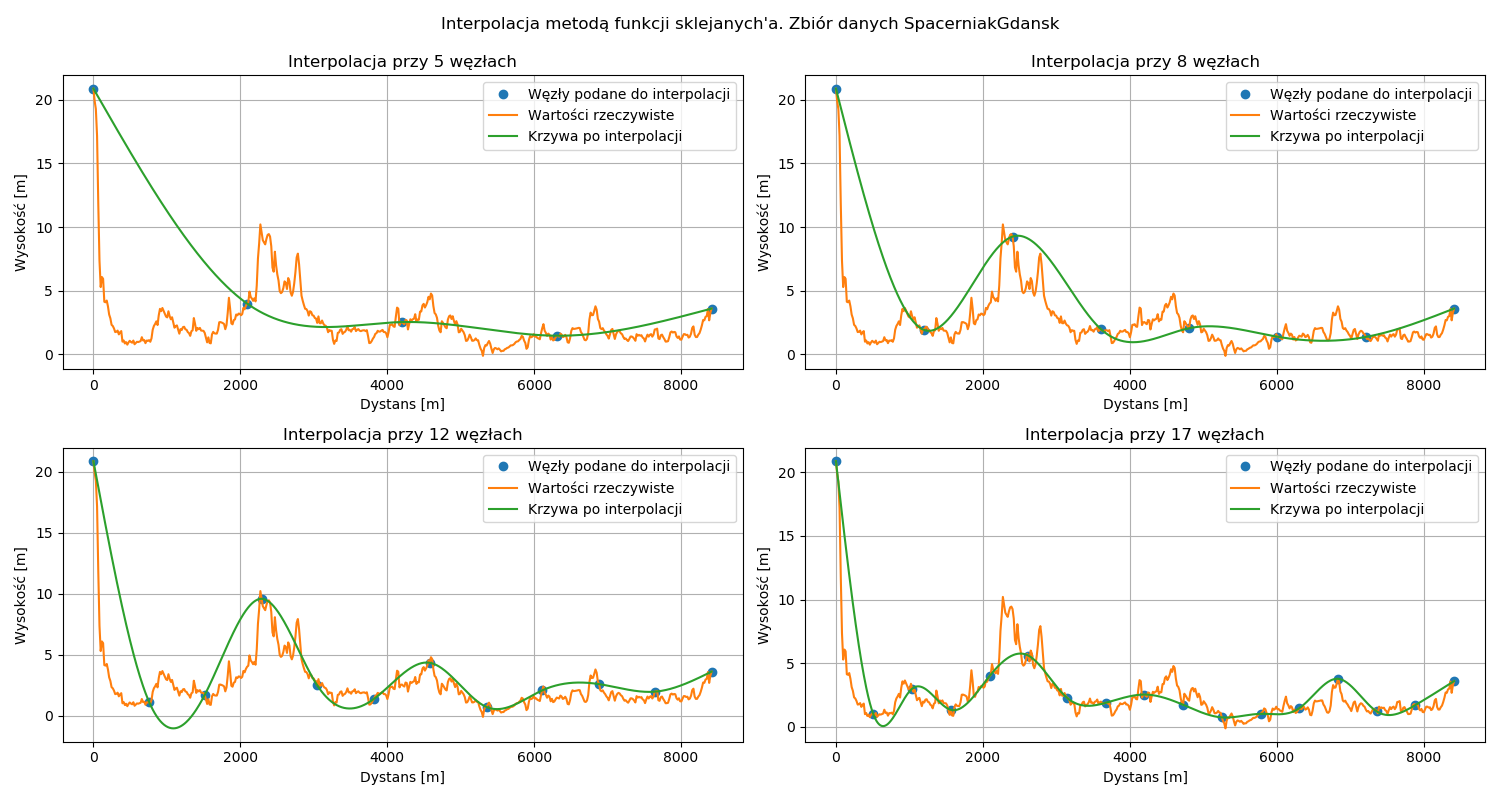 Interpolacja metodą funkcji sklejanych'a. Zbiór danych SpacerniakGdansk
Interpolacja przy 5 węzłach
Węzły podane do interpolacji
Wartości rzeczywiste
Krzywa po interpolacji
Wysokość [m]
20
15
10
5
0
0 2000 4000 6000 8000
Dystans [m]
Interpolacja przy 8 węzłach
Węzły podane do interpolacji
Wartości rzeczywiste
Krzywa po interpolacji
Wysokość [m]
20
15
10
5
0
0 2000 4000 6000 8000
Dystans [m]
Interpolacja przy 12 węzłach
Węzły podane do interpolacji
Wartości rzeczywiste
Krzywa po interpolacji
Wysokość [m]
20
15
10
5
0
0 2000 4000 6000 8000
Dystans [m]
Interpolacja przy 17 węzłach
Węzły podane do interpolacji
Wartości rzeczywiste
Krzywa po interpolacji
Wysokość [m]
20
15
10
5
0
0 2000 4000 6000 8000
Dystans [m]